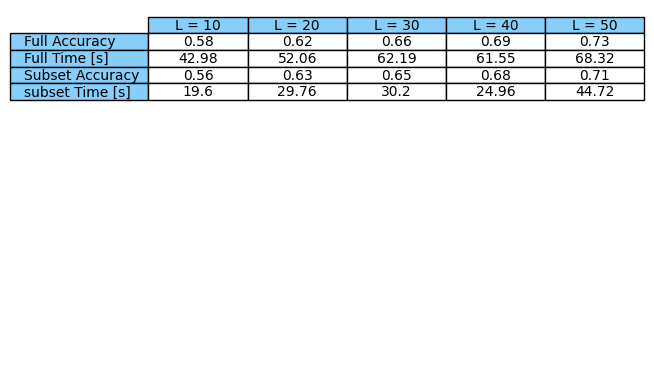 L = 10 L = 20 L = 30 L = 40 L = 50
Full Accuracy 0.58 0.62 0.66 0.69 0.73
Full Time [s] 42.98 52.06 62.19 61.55 68.32
Subset Accuracy 0.56 0.63 0.65 0.68 0.71
subset Time [s] 19.6 29.76 30.2 24.96 44.72